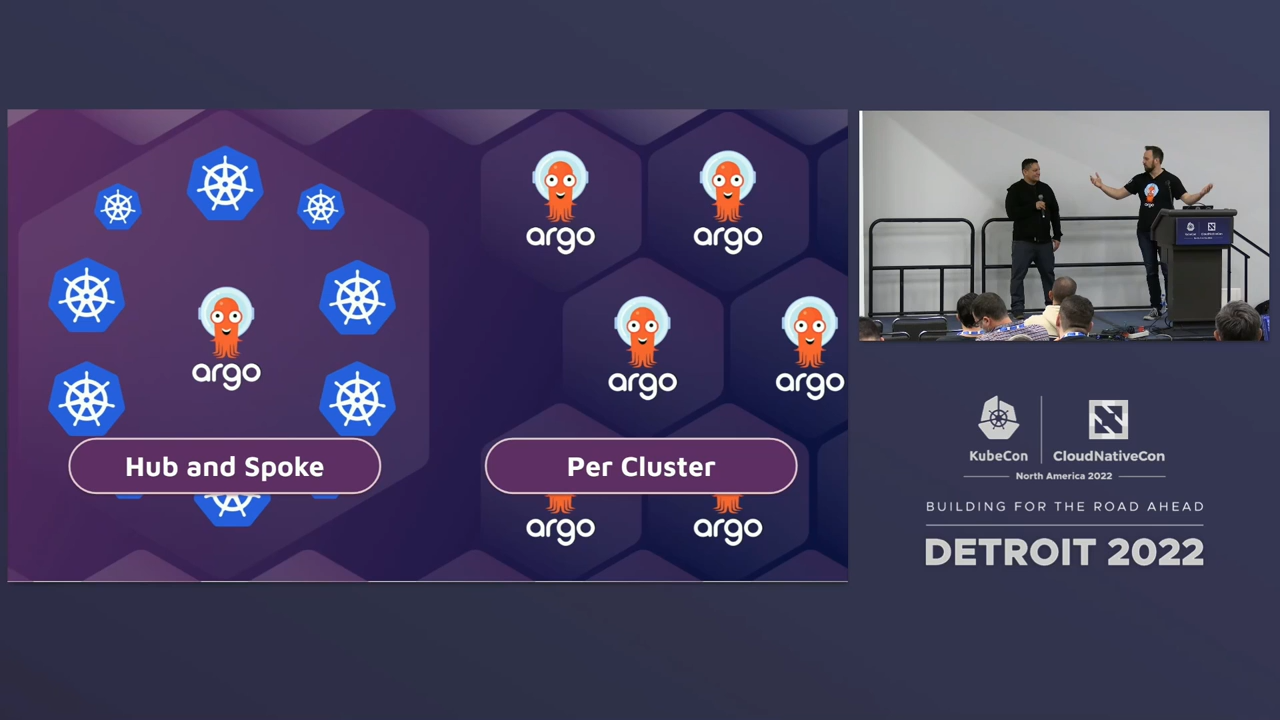 argo
argo
argo
argo
argo
Hub and Spoke
Per Cluster
argo
argo
argo
KubeCon
CloudNativeCon
North America 2022
BUILDING FOR THE ROAD AHEAD
DETROIT 2022